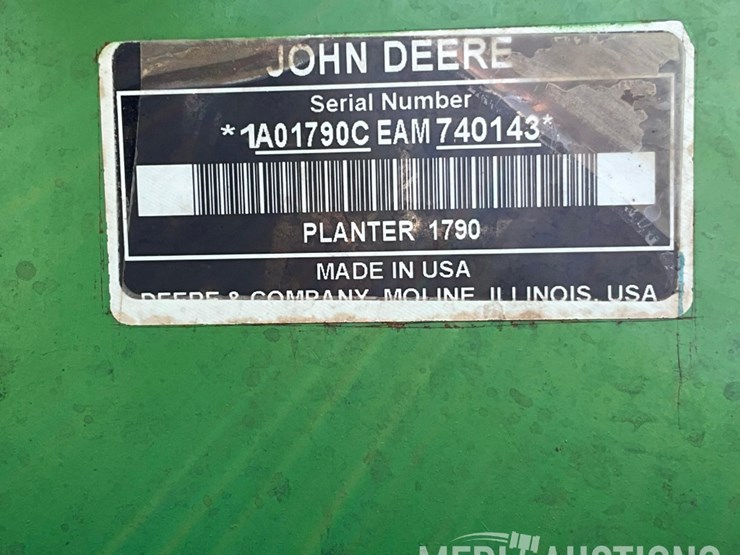 JOHN DEERE
Serial Number
*1A01790C EAM 740143*
PLANTER 1790
MADE IN USA
DEERE & COMPANY, MOLINE, ILLINOIS, USA